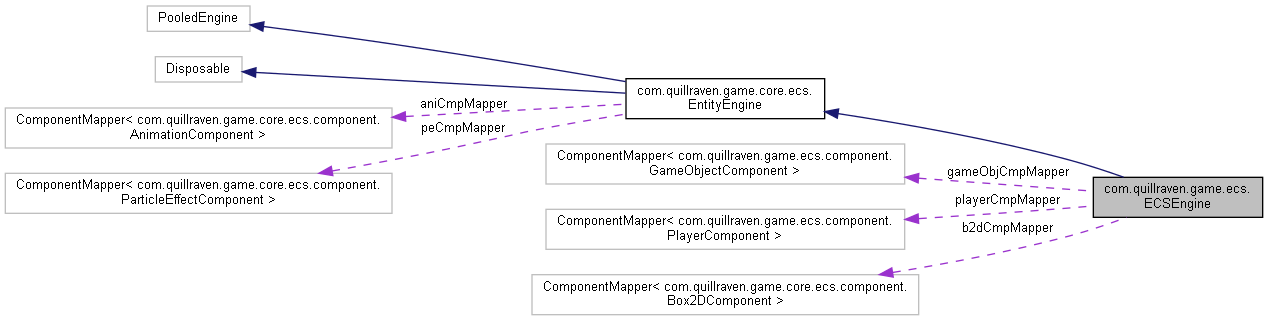 PooledEngine
Disposable
com.quillraven.game.core.ecs.
EntityEngine
aniCmpMapper
ComponentMapper< com.quillraven.game.core.ecs.component.
AnimationComponent >
peCmpMapper
ComponentMapper< com.quillraven.game.core.ecs.component.
ParticleEffectComponent >
ComponentMapper< com.quillraven.game.ecs.component.
GameObjectComponent >
gameObjCmpMapper
com.quillraven.game.ecs.
ECSEngine
playerCmpMapper
ComponentMapper< com.quillraven.game.ecs.component.
PlayerComponent >
b2dCmpMapper
ComponentMapper< com.quillraven.game.core.ecs.component.
Box2DComponent >